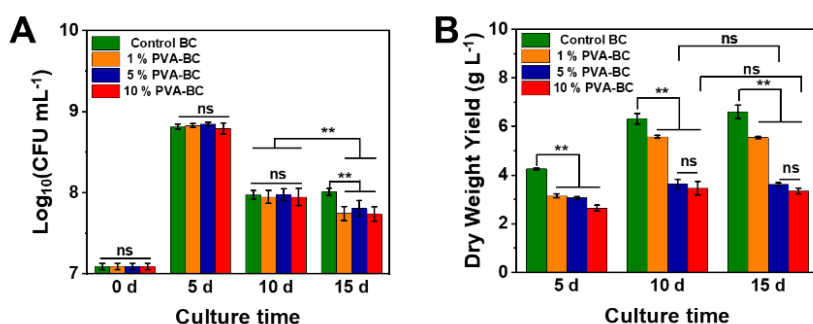 A
Log10(CFU mL-1)
10
9
8
7
Control BC
1 % PVA-BC
5 % PVA-BC
10 % PVA-BC
ns
ns
ns
**
**
0 d 5 d 10 d 15 d
Culture time
B
Dry Weight Yield (g L-1)
10
8
6
4
2
0
Control BC
1 % PVA-BC
5 % PVA-BC
10 % PVA-BC
ns
ns
**
**
**
ns
ns
5 d 10 d 15 d
Culture time